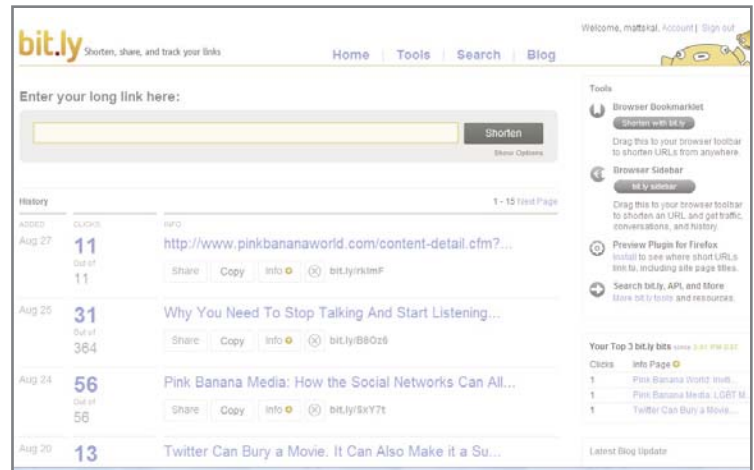 Welcome, mattskal, Account | Sign out
bit.ly Shorten, share, and track your links
Home | Tools | Search | Blog
Enter your long link here:
Shorten
Show Options
History
1 - 15 Next Page
ADDED CLICKS INFO
Aug 27 11 http://www.pinkbananaworld.com/content-detail.cfm?...
Out of
11
Share Copy Info bit.ly/rkImF
Aug 25 31 Why You Need To Stop Talking And Start Listening...
Out of
364
Share Copy Info bit.ly/B8Oz6
Aug 24 56 Pink Banana Media: How the Social Networks Can All...
Out of
56
Share Copy Info bit.ly/SxY7t
Aug 20 13 Twitter Can Bury a Movie. It Can Also Make it a Su...
Tools
Browser Bookmarklet
Shorten with bit.ly
Drag this to your browser toolbar
to shorten URLs from anywhere.
Browser Sidebar
bit.ly sidebar
Drag this to your browser toolbar
to shorten an URL and get traffic,
conversations, and history.
Preview Plugin for Firefox
Install to see where short URLs
link to, including site page titles.
Search bit.ly, API, and More
More bit.ly tools and resources.
Your Top 3 bit.ly bits since PM
Clicks Info Page
1 Pink Banana World: Inviti...
1 Pink Banana Media: LGBT M...
1 Twitter Can Bury a Movie...
Latest Blog Update